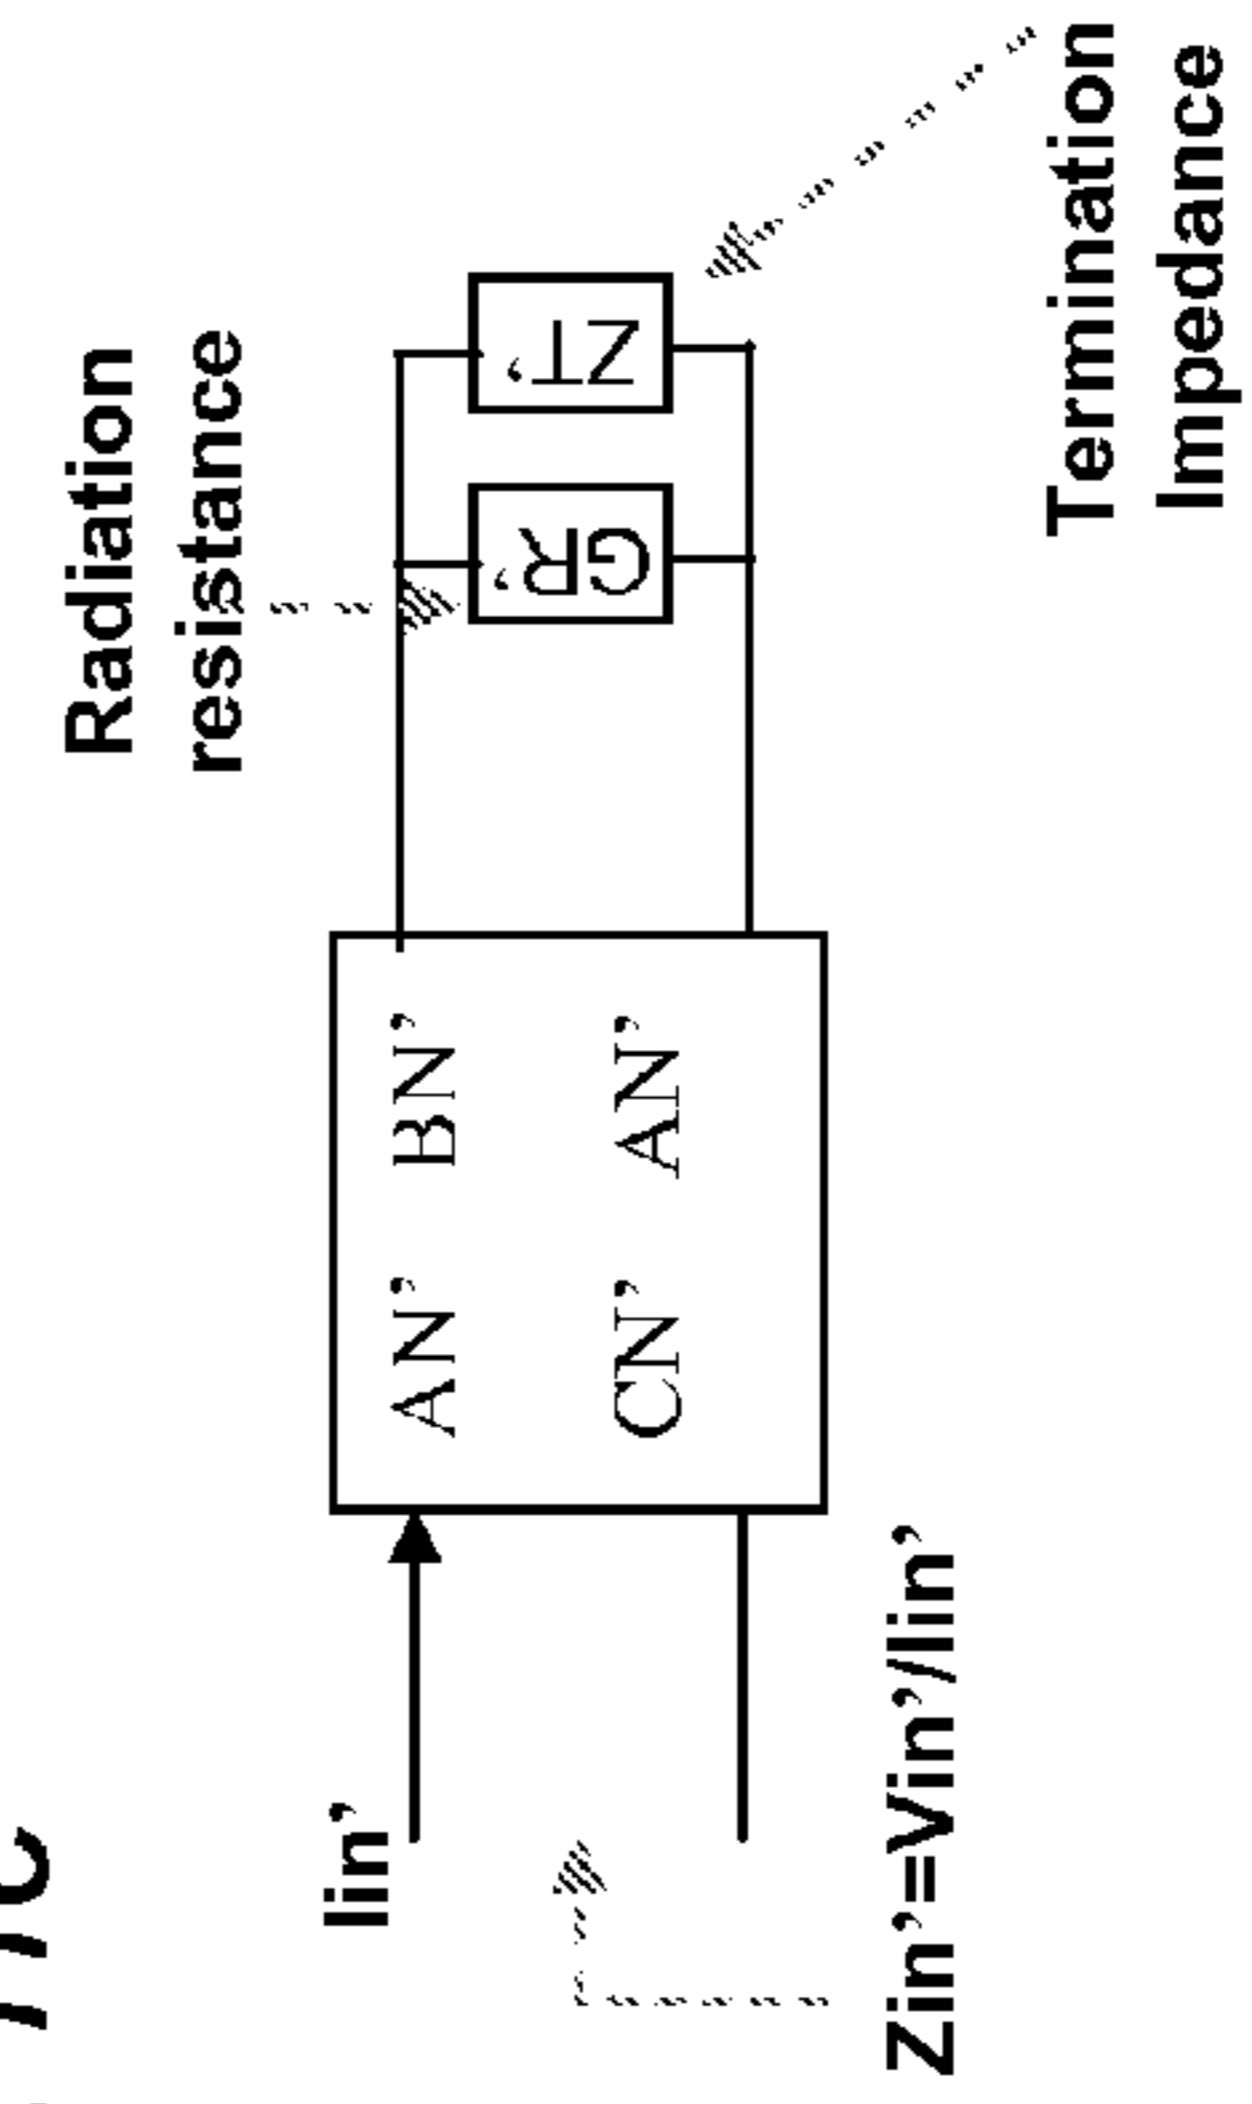 Radiation
resistance
Iin’
AN’ BN’
CN’ AN’
GR’
ZT’
Zin’=Vin’/Iin’
Termination
Impedance